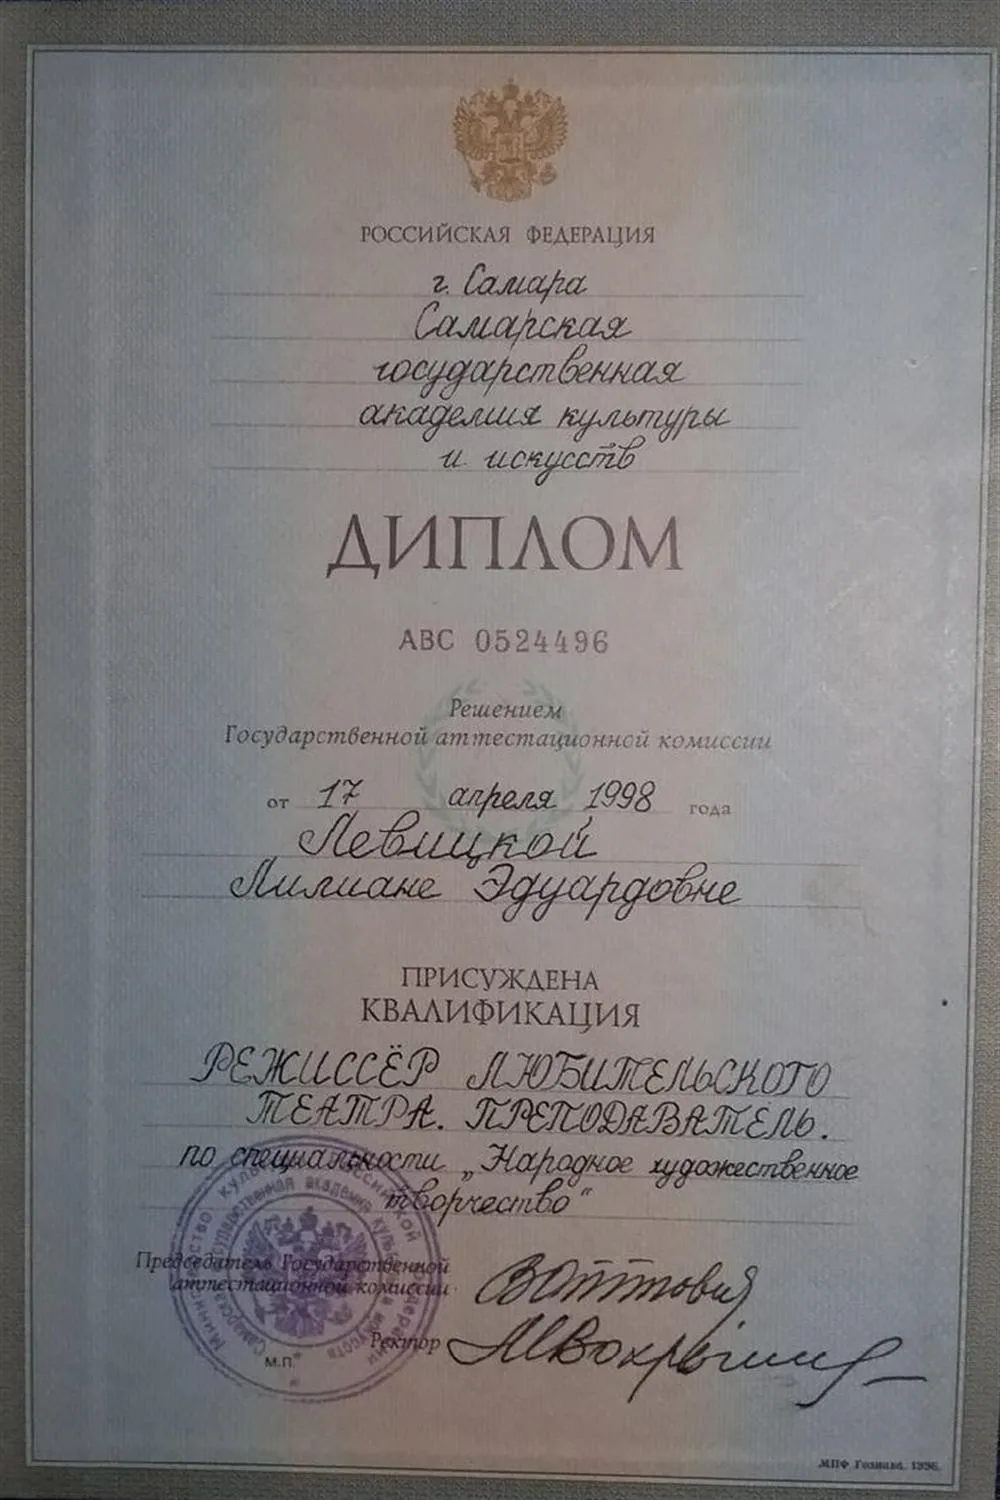 РОССИЙСКАЯ ФЕДЕРАЦИЯ
г. Самара
Самарская
государственная
академия культуры
и искусств
ДИПЛОМ
АВС 0524496
Решением
Государственной аттестационной комиссии
от 17 апреля 1998 года
Левицкой
Лилиане Эдуардовне
ПРИСУЖДЕНА
КВАЛИФИКАЦИЯ
РЕЖИССЁР ЛЮБИТЕЛЬСКОГО
ТЕАТРА. ПРЕПОДАВАТЕЛЬ.
по специальности „Народное художественное
творчество“
Председатель Государственной
аттестационной комиссии
Ректор
М.П.
МПФ Гознака. 1996.